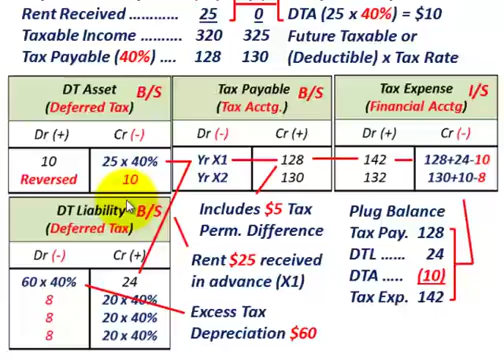 Rent Received ............ 25 0 DTA (25 x 40%) = $10
Taxable Income .......... 320 325 Future Taxable or
Tax Payable (40%) .... 128 130 (Deductible) x Tax Rate
DT Asset B/S
(Deferred Tax)
Dr (+) Cr (-)
10 25 x 40%
Reversed 10
Tax Payable B/S
(Tax Acctg.)
Dr (-) Cr (+)
Yr X1 128
Yr X2 130
Tax Expense I/S
(Financial Acctg)
Dr (+) Cr (-)
142 128+24-10
132 130+10-8
DT Liability B/S
(Deferred Tax)
Dr (-) Cr (+)
60 x 40% 24
8 20 x 40%
8 20 x 40%
8 20 x 40%
Includes $5 Tax
Perm. Difference
Rent $25 received
in advance (X1)
Excess Tax
Depreciation $60
Plug Balance
Tax Pay. 128
DTL 24
DTA ..... (10)
Tax Exp. 142